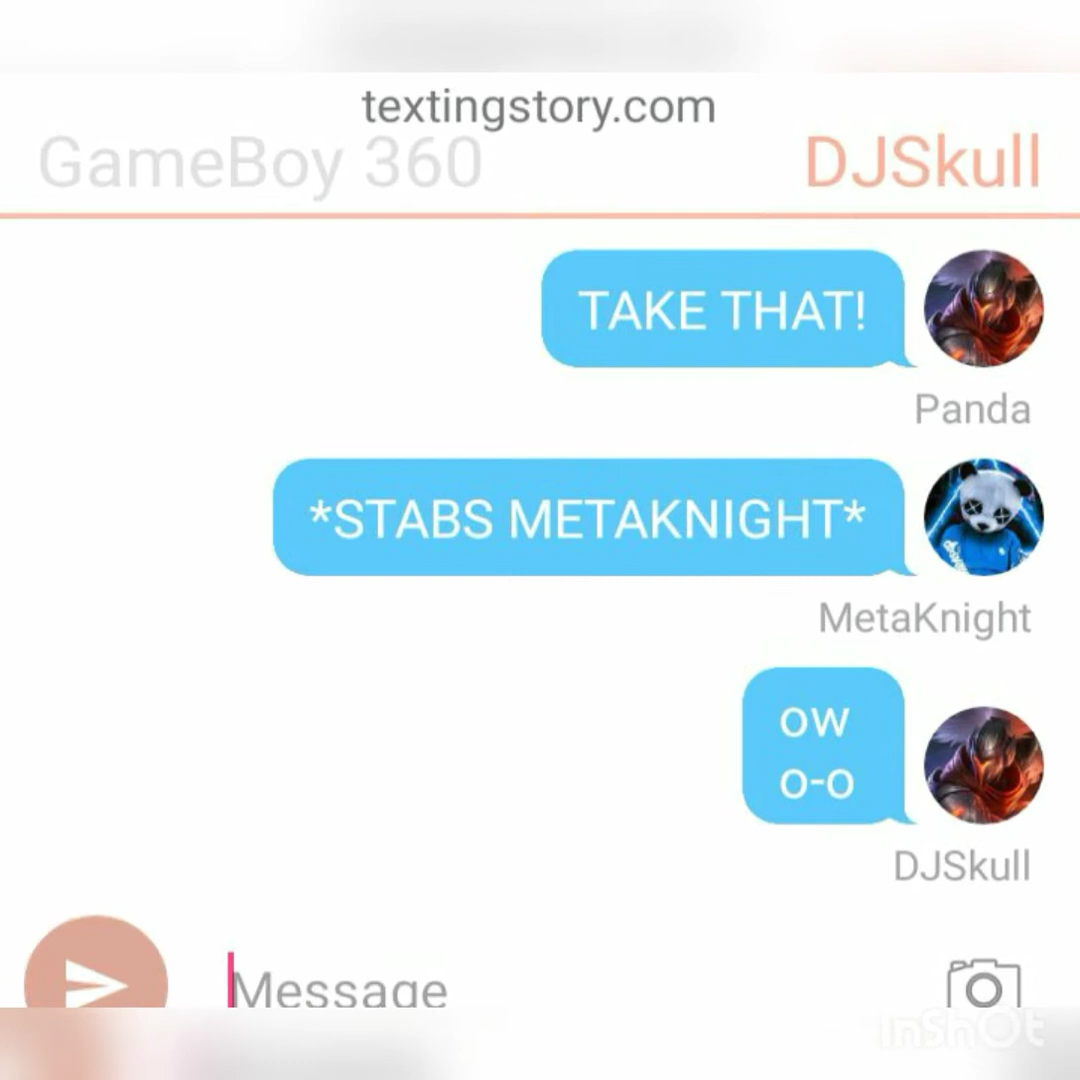 textingstory.com
GameBoy 360
DJSkull
TAKE THAT!
Panda
*STABS METAKNIGHT*
MetaKnight
ow
o-o
DJSkull
Message
InShOt